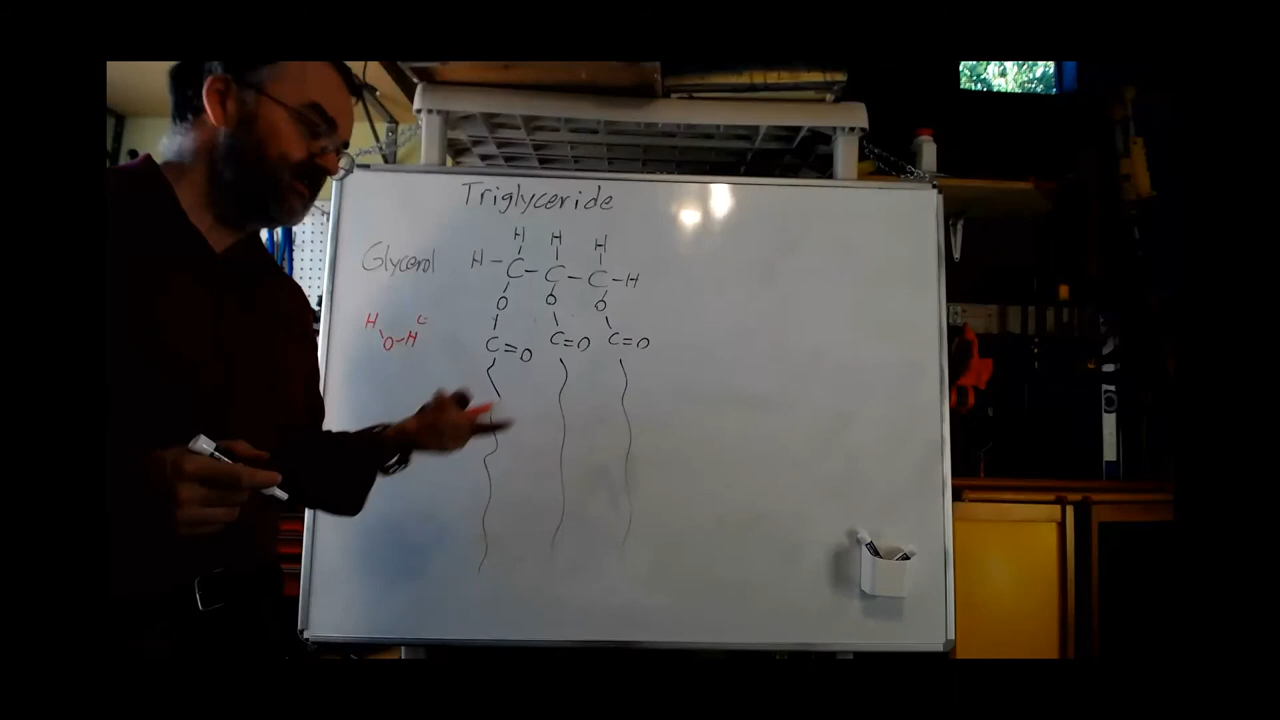 Triglyceride
H H H
Glycerol H-C-C-C-H
O O O
H
O-H
C=O C=O C=O